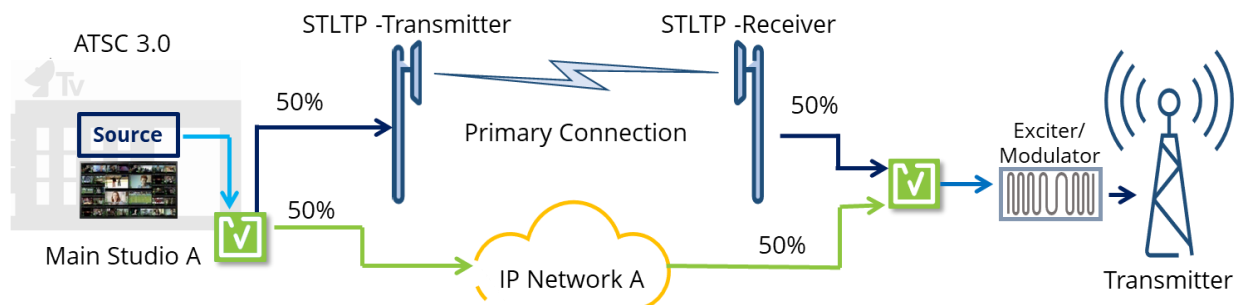 STLTP -Transmitter
STLTP -Receiver
ATSC 3.0
Tv
50%
50%
Source
Primary Connection
Exciter/
Modulator
50%
50%
Main Studio A
IP Network A
Transmitter